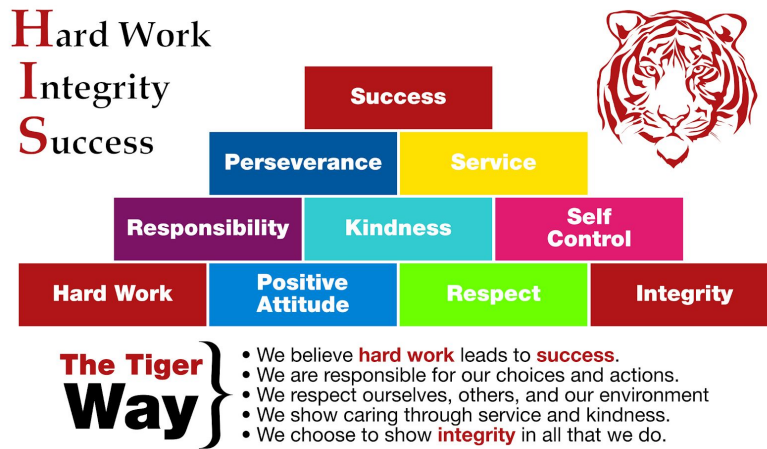 Hard Work
Integrity
Success
Success
Perseverance
Service
Responsibility
Kindness
Self
Control
Hard Work
Positive
Attitude
Respect
Integrity
The Tiger
Way
• We believe hard work leads to success.
• We are responsible for our choices and actions.
• We respect ourselves, others, and our environment
• We show caring through service and kindness.
• We choose to show integrity in all that we do.